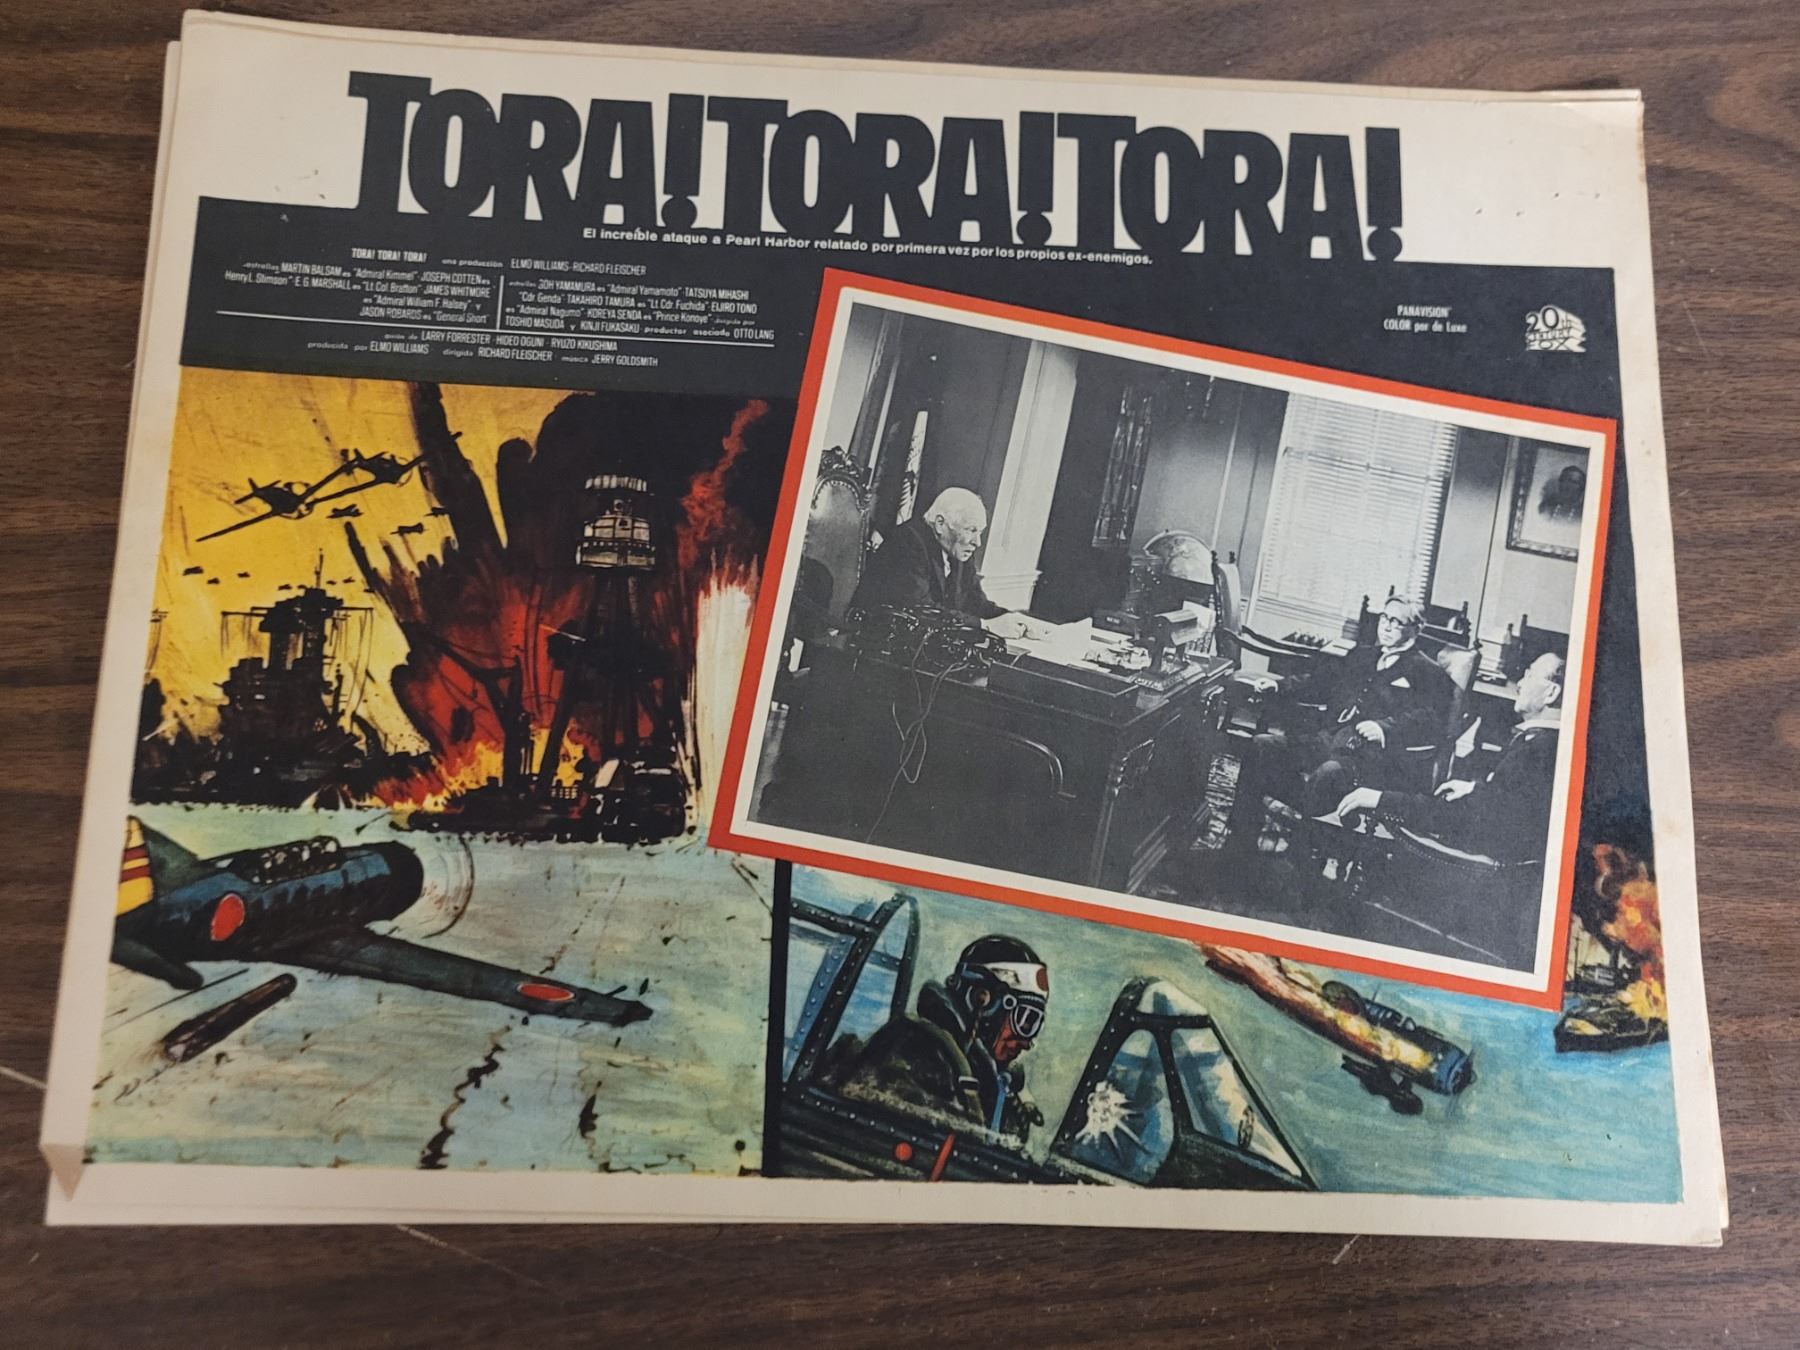 TORA! TORA! TORA!
El increíble ataque a Pearl Harbor relatado por primera vez por los propios ex-enemigos.
TORA! TORA! TORA! una producción ELMO WILLIAMS-RICHARD FLEISCHER
estrellas MARTIN BALSAM es "Admiral Kimmel" · JOSEPH COTTEN es
Henry L. Stimson" · E. G. MARSHALL es "Lt Col. Bratton" JAMES WHITMORE
es "Admiral William F. Halsey" y
JASON ROBARDS es "General Short"
estrellas SOH YAMAMURA es "Admiral Yamamoto" · TATSUYA MIHASHI
"Cdr Genda" · TAKAHIRO TAMURA es "Lt Cdr. Fuchida" · EIJIRO TONO
es "Admiral Nagumo" · KOREYA SENDA es "Prince Konoye" · dirigida por
TOSHIO MASUDA y KINJI FUKASAKU · productor asociado OTTO LANG
guión de LARRY FORRESTER · HIDEO OGUNI · RYUZO KIKUSHIMA
producida por ELMO WILLIAMS · dirigida RICHARD FLEISCHER · música JERRY GOLDSMITH
PANAVISION®
COLOR por de Luxe
20th
CENTURY
FOX